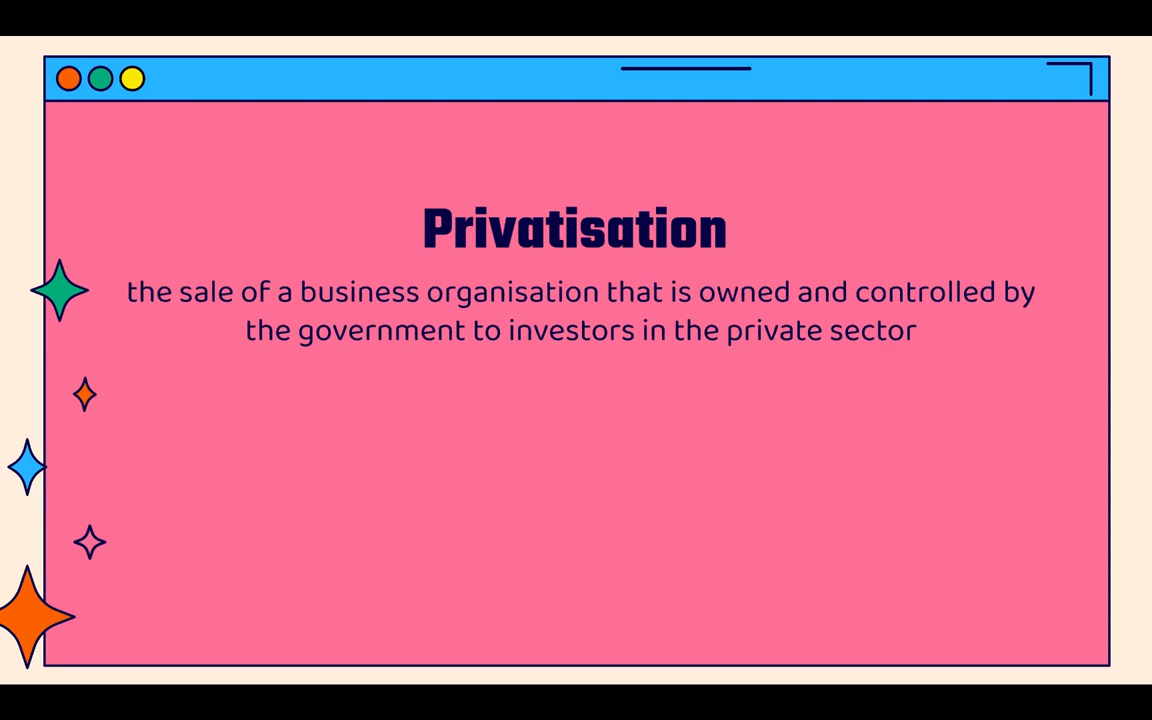 Privatisation
the sale of a business organisation that is owned and controlled by
the government to investors in the private sector